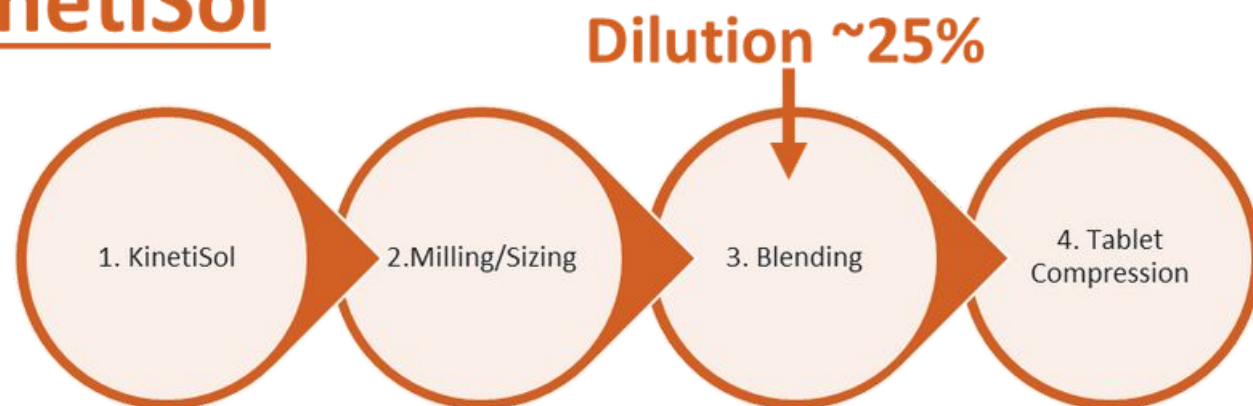 netiSol
Dilution ~25%
1. KinetiSol
2.Milling/Sizing
3. Blending
4. Tablet
Compression